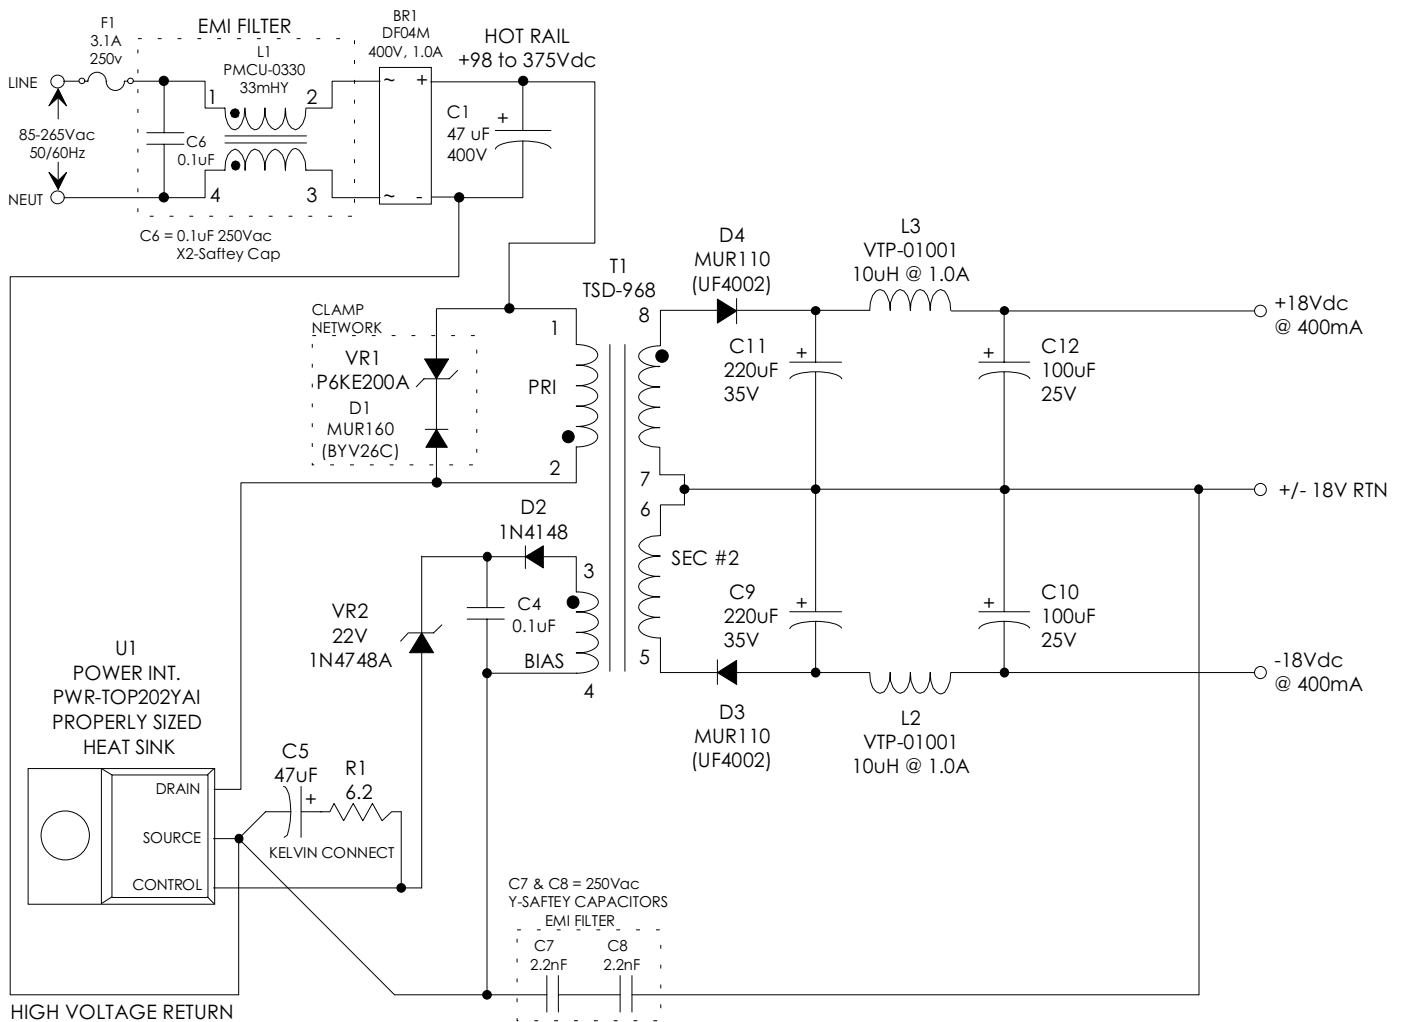 F1
3.1A
250v
EMI FILTER
L1
PMCU-0330
33mHY
BR1
DF04M
400V, 1.0A
HOT RAIL
+98 to 375Vdc
LINE
1
2
~
+
85-265Vac
50/60Hz
C6
0.1uF
C1
47 uF
400V
+
NEUT
4
3
~
-
C6 = 0.1uF 250Vac
X2-Saftey Cap
CLAMP
NETWORK
VR1
P6KE200A
D1
MUR160
(BYV26C)
1
PRI
2
T1
TSD-968
8
7
6
SEC #2
5
D4
MUR110
(UF4002)
L3
VTP-01001
10uH @ 1.0A
+18Vdc
@ 400mA
C11
220uF
35V
+
C12
100uF
25V
+
+/- 18V RTN
D2
1N4148
3
C4
0.1uF
BIAS
4
VR2
22V
1N4748A
C9
220uF
35V
+
C10
100uF
25V
+
-18Vdc
@ 400mA
D3
MUR110
(UF4002)
L2
VTP-01001
10uH @ 1.0A
U1
POWER INT.
PWR-TOP202YAI
PROPERLY SIZED
HEAT SINK
DRAIN
SOURCE
CONTROL
C5
47uF
+
R1
6.2
KELVIN CONNECT
C7 & C8 = 250Vac
Y-SAFTEY CAPACITORS
EMI FILTER
C7
2.2nF
C8
2.2nF
HIGH VOLTAGE RETURN